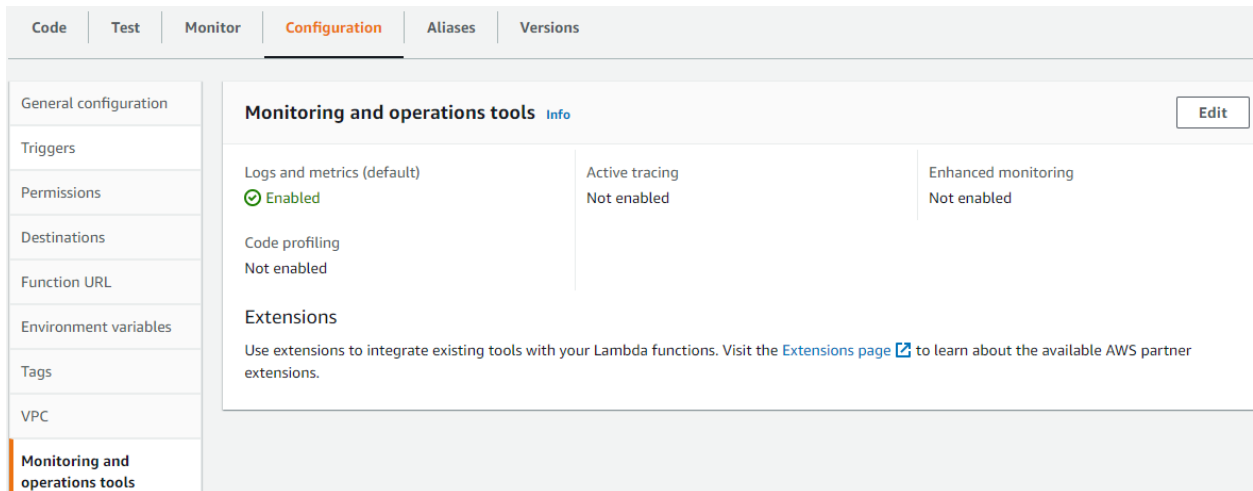 Code Test Monitor Configuration Aliases Versions
General configuration
Triggers
Permissions
Destinations
Function URL
Environment variables
Tags
VPC
Monitoring and
operations tools
Monitoring and operations tools Info
Edit
Logs and metrics (default)
Enabled
Active tracing
Not enabled
Enhanced monitoring
Not enabled
Code profiling
Not enabled
Extensions
Use extensions to integrate existing tools with your Lambda functions. Visit the Extensions page to learn about the available AWS partner
extensions.